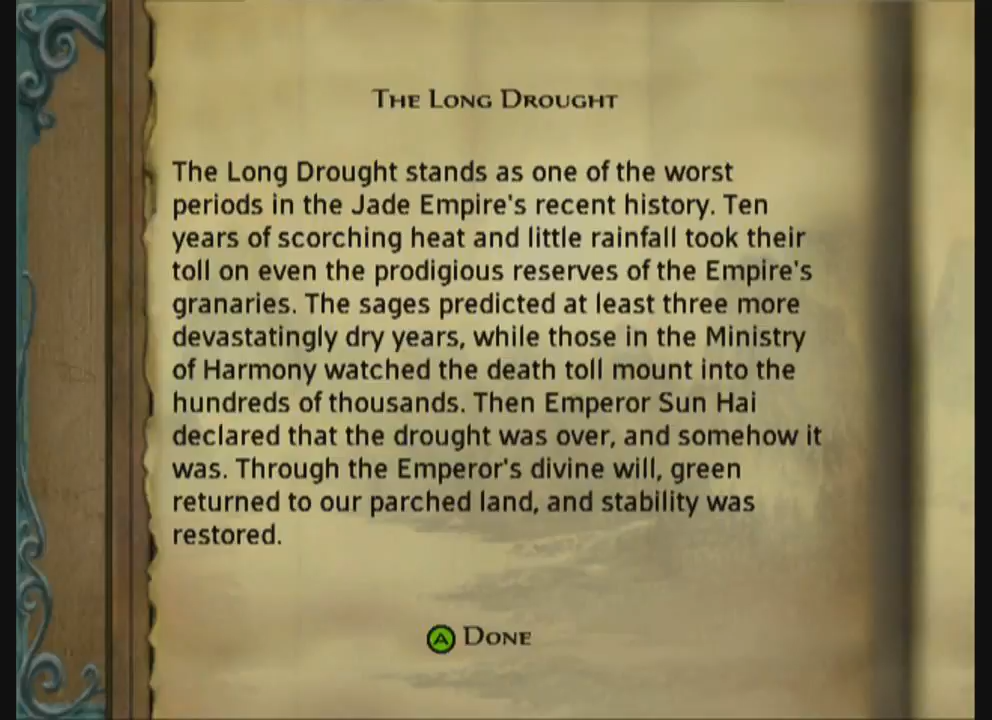 The Long Drought
The Long Drought stands as one of the worst
periods in the Jade Empire's recent history. Ten
years of scorching heat and little rainfall took their
toll on even the prodigious reserves of the Empire's
granaries. The sages predicted at least three more
devastatingly dry years, while those in the Ministry
of Harmony watched the death toll mount into the
hundreds of thousands. Then Emperor Sun Hai
declared that the drought was over, and somehow it
was. Through the Emperor's divine will, green
returned to our parched land, and stability was
restored.
A Done